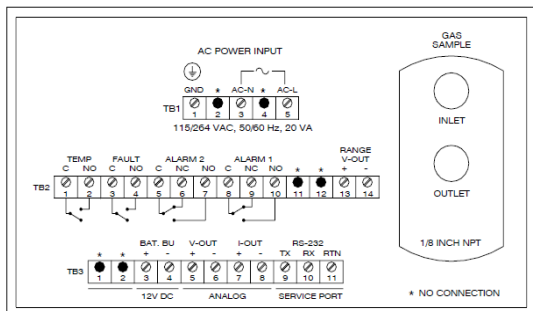 AC POWER INPUT
GND * AC-N * AC-L
TB1 1 2 3 4 5
115/264 VAC, 50/60 Hz, 20 VA
TEMP FAULT ALARM 2 ALARM 1 RANGE
V-OUT
C NO C NO C NC NO C NC NO * * + -
TB2 1 2 3 4 5 6 7 8 9 10 11 12 13 14
BAT. BU V-OUT I-OUT RS-232
* * + - + - + - TX RX RTN
TB3 1 2 3 4 5 6 7 8 9 10 11
12V DC ANALOG SERVICE PORT
GAS
SAMPLE
INLET
OUTLET
1/8 INCH NPT
* NO CONNECTION